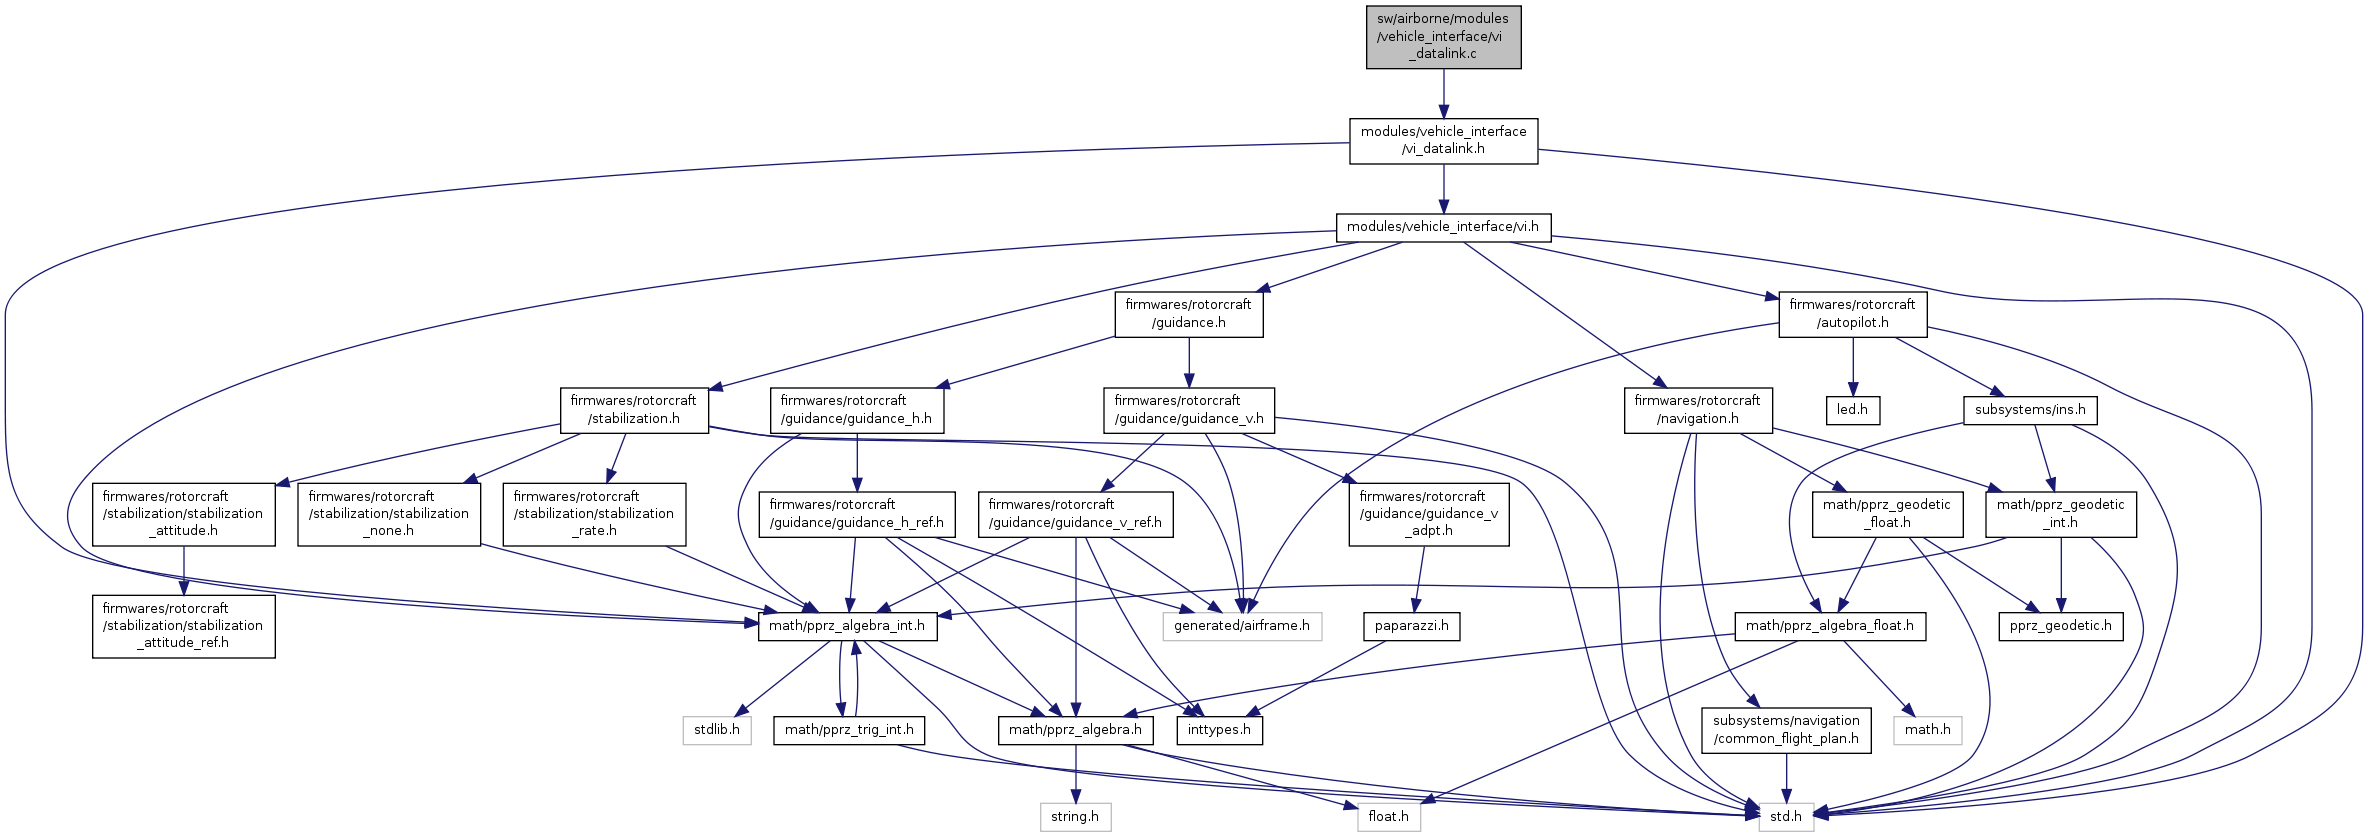 sw/airborne/modules
/vehicle_interface/vi
_datalink.c
modules/vehicle_interface
/vi_datalink.h
modules/vehicle_interface/vi.h
firmwares/rotorcraft
/guidance.h
firmwares/rotorcraft
/autopilot.h
firmwares/rotorcraft
/stabilization.h
firmwares/rotorcraft
/guidance/guidance_h.h
firmwares/rotorcraft
/guidance/guidance_v.h
firmwares/rotorcraft
/navigation.h
led.h
subsystems/ins.h
firmwares/rotorcraft
/stabilization/stabilization
_attitude.h
firmwares/rotorcraft
/stabilization/stabilization
_none.h
firmwares/rotorcraft
/stabilization/stabilization
_rate.h
firmwares/rotorcraft
/guidance/guidance_h_ref.h
firmwares/rotorcraft
/guidance/guidance_v_ref.h
firmwares/rotorcraft
/guidance/guidance_v
_adpt.h
math/pprz_geodetic
_float.h
math/pprz_geodetic
_int.h
firmwares/rotorcraft
/stabilization/stabilization
_attitude_ref.h
math/pprz_algebra_int.h
generated/airframe.h
paparazzi.h
math/pprz_algebra_float.h
pprz_geodetic.h
stdlib.h
math/pprz_trig_int.h
math/pprz_algebra.h
inttypes.h
subsystems/navigation
/common_flight_plan.h
math.h
string.h
float.h
std.h